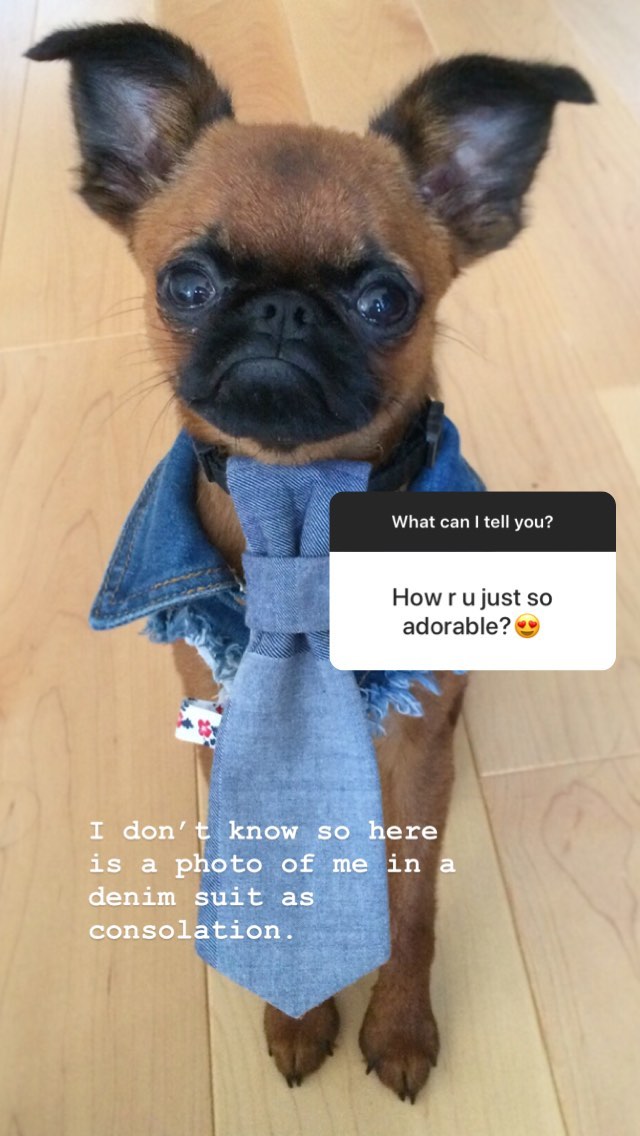 What can I tell you?
How r u just so
adorable?😍
I don't know so here
is a photo of me in a
denim suit as
consolation.